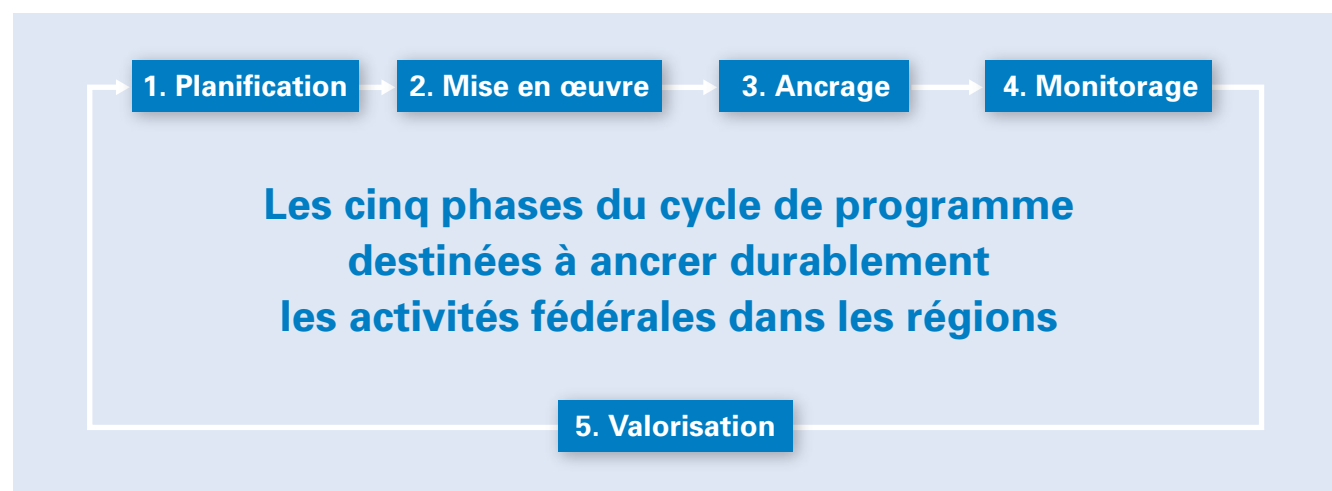 1. Planification
2. Mise en œuvre
3. Ancrage
4. Monitorage
Les cinq phases du cycle de programme
destinées à ancrer durablement
les activités fédérales dans les régions
5. Valorisation